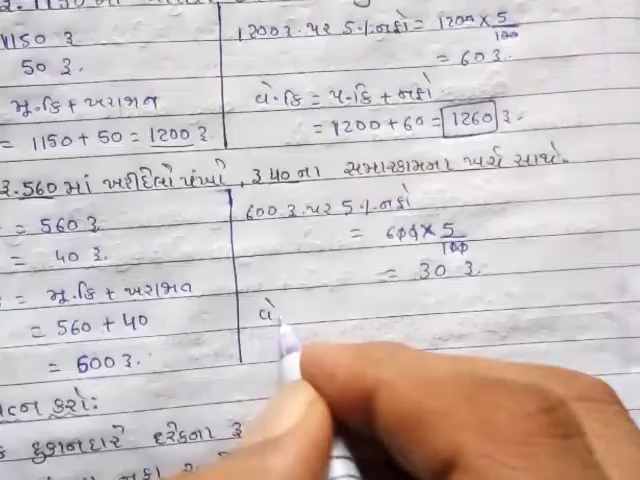 1150 રૂ
50 રૂ.
મૂ.કિં + ખરાજાત
= 1150 + 50 = 1200 રૂ
1200 રૂ. પર 5 % નફો = 1200 × 5/100
= 60 રૂ.
વે.કિં = પ.કિં + નફો
= 1200 + 60 = 1260 રૂ.
રૂ.560 માં ખરીદેલો પંખો, રૂ 40 ના સમારકામના ખર્ચ સાથે.
= 560 રૂ
= 40 રૂ.
= મૂ.કિં + ખરાજાત
= 560 + 40
= 600 રૂ.
600 રૂ. પર 5 % નફો
= 600 × 5/100
= 30 રૂ.
વે
કરો:
દુકાનદારે દરેકના રૂ